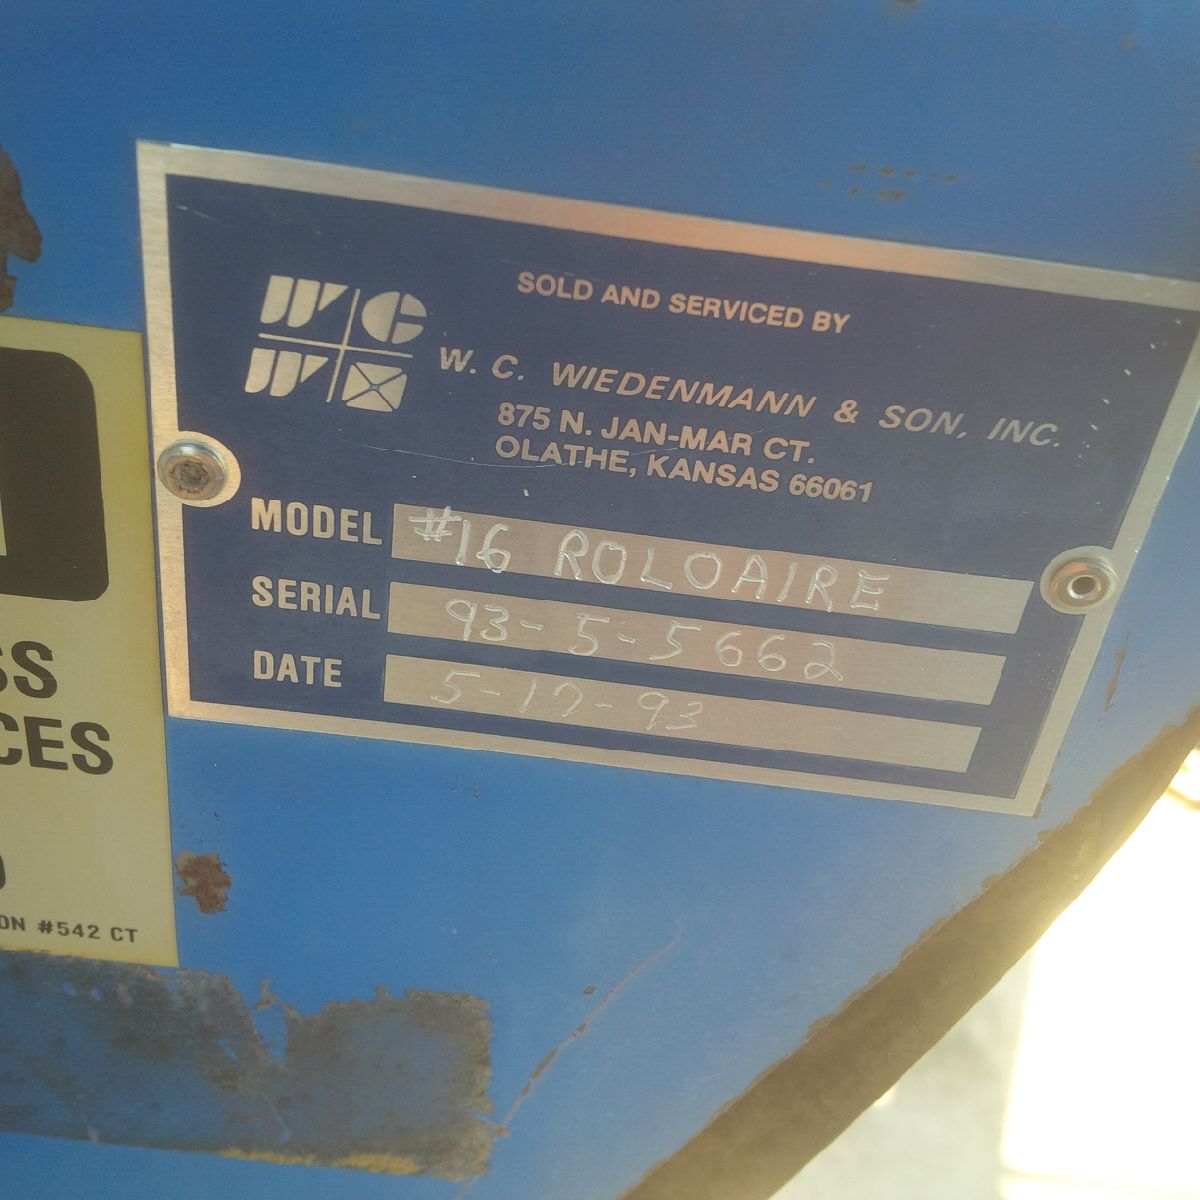 SOLD AND SERVICED BY
WC
W
W. C. WIEDENMANN & SON, INC.
875 N. JAN-MAR CT.
OLATHE, KANSAS 66061
MODEL #16 ROLOAIRE
SERIAL 93-5-5662
DATE 5-17-93
SS
CES
ON #542 CT